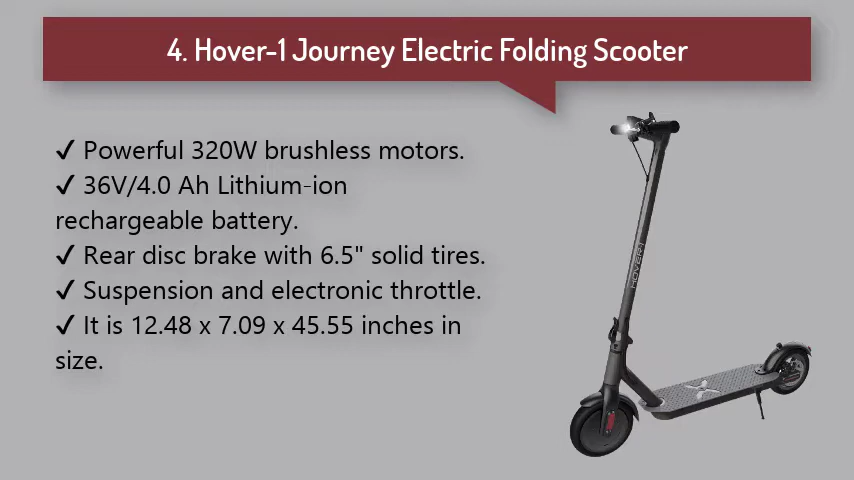 4. Hover-1 Journey Electric Folding Scooter
✓ Powerful 320W brushless motors.
✓ 36V/4.0 Ah Lithium-ion
rechargeable battery.
✓ Rear disc brake with 6.5" solid tires.
✓ Suspension and electronic throttle.
✓ It is 12.48 x 7.09 x 45.55 inches in
size.
HOVER-1